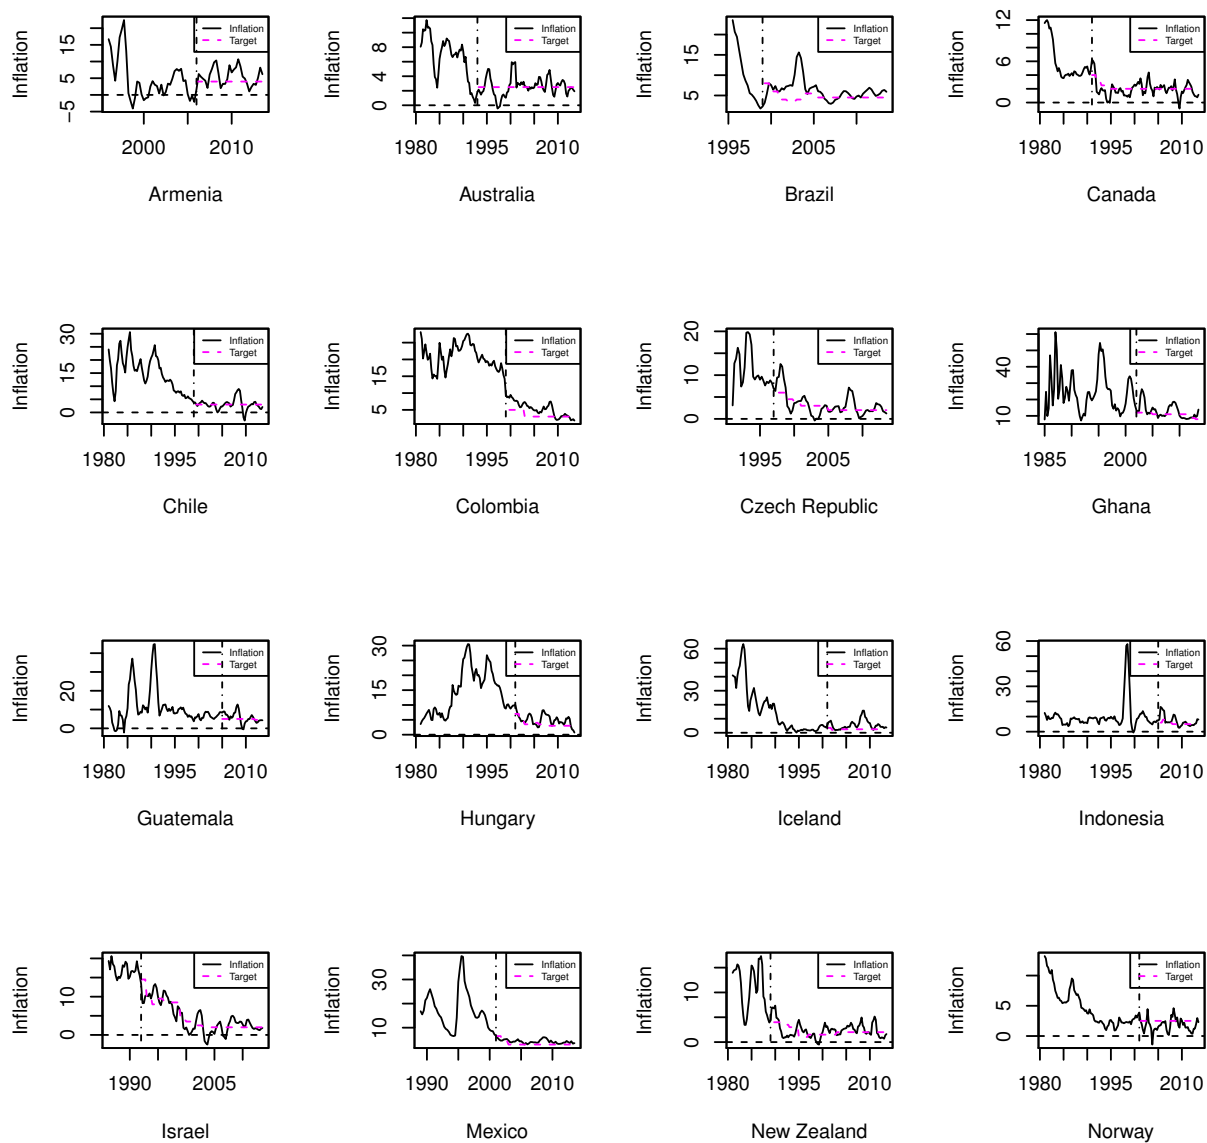 Inflation
15
5
−5
2000
2010
Inflation
Target
Armenia
Inflation
8
4
0
1980
1995
2010
Inflation
Target
Australia
Inflation
15
5
1995
2005
Inflation
Target
Brazil
Inflation
12
6
0
1980
1995
2010
Inflation
Target
Canada
Inflation
30
15
0
1980
1995
2010
Inflation
Target
Chile
Inflation
15
5
1980
1995
2010
Inflation
Target
Colombia
Inflation
20
10
0
1995
2005
Inflation
Target
Czech Republic
Inflation
40
10
1985
2000
Inflation
Target
Ghana
Inflation
20
0
1980
1995
2010
Inflation
Target
Guatemala
Inflation
30
15
0
1980
1995
2010
Inflation
Target
Hungary
Inflation
60
30
0
1980
1995
2010
Inflation
Target
Iceland
Inflation
60
30
0
1980
1995
2010
Inflation
Target
Indonesia
Inflation
10
0
1990
2005
Inflation
Target
Israel
Inflation
30
10
1990
2000
2010
Inflation
Target
Mexico
Inflation
10
0
1980
1995
2010
Inflation
Target
New Zealand
Inflation
5
0
1980
1995
2010
Inflation
Target
Norway